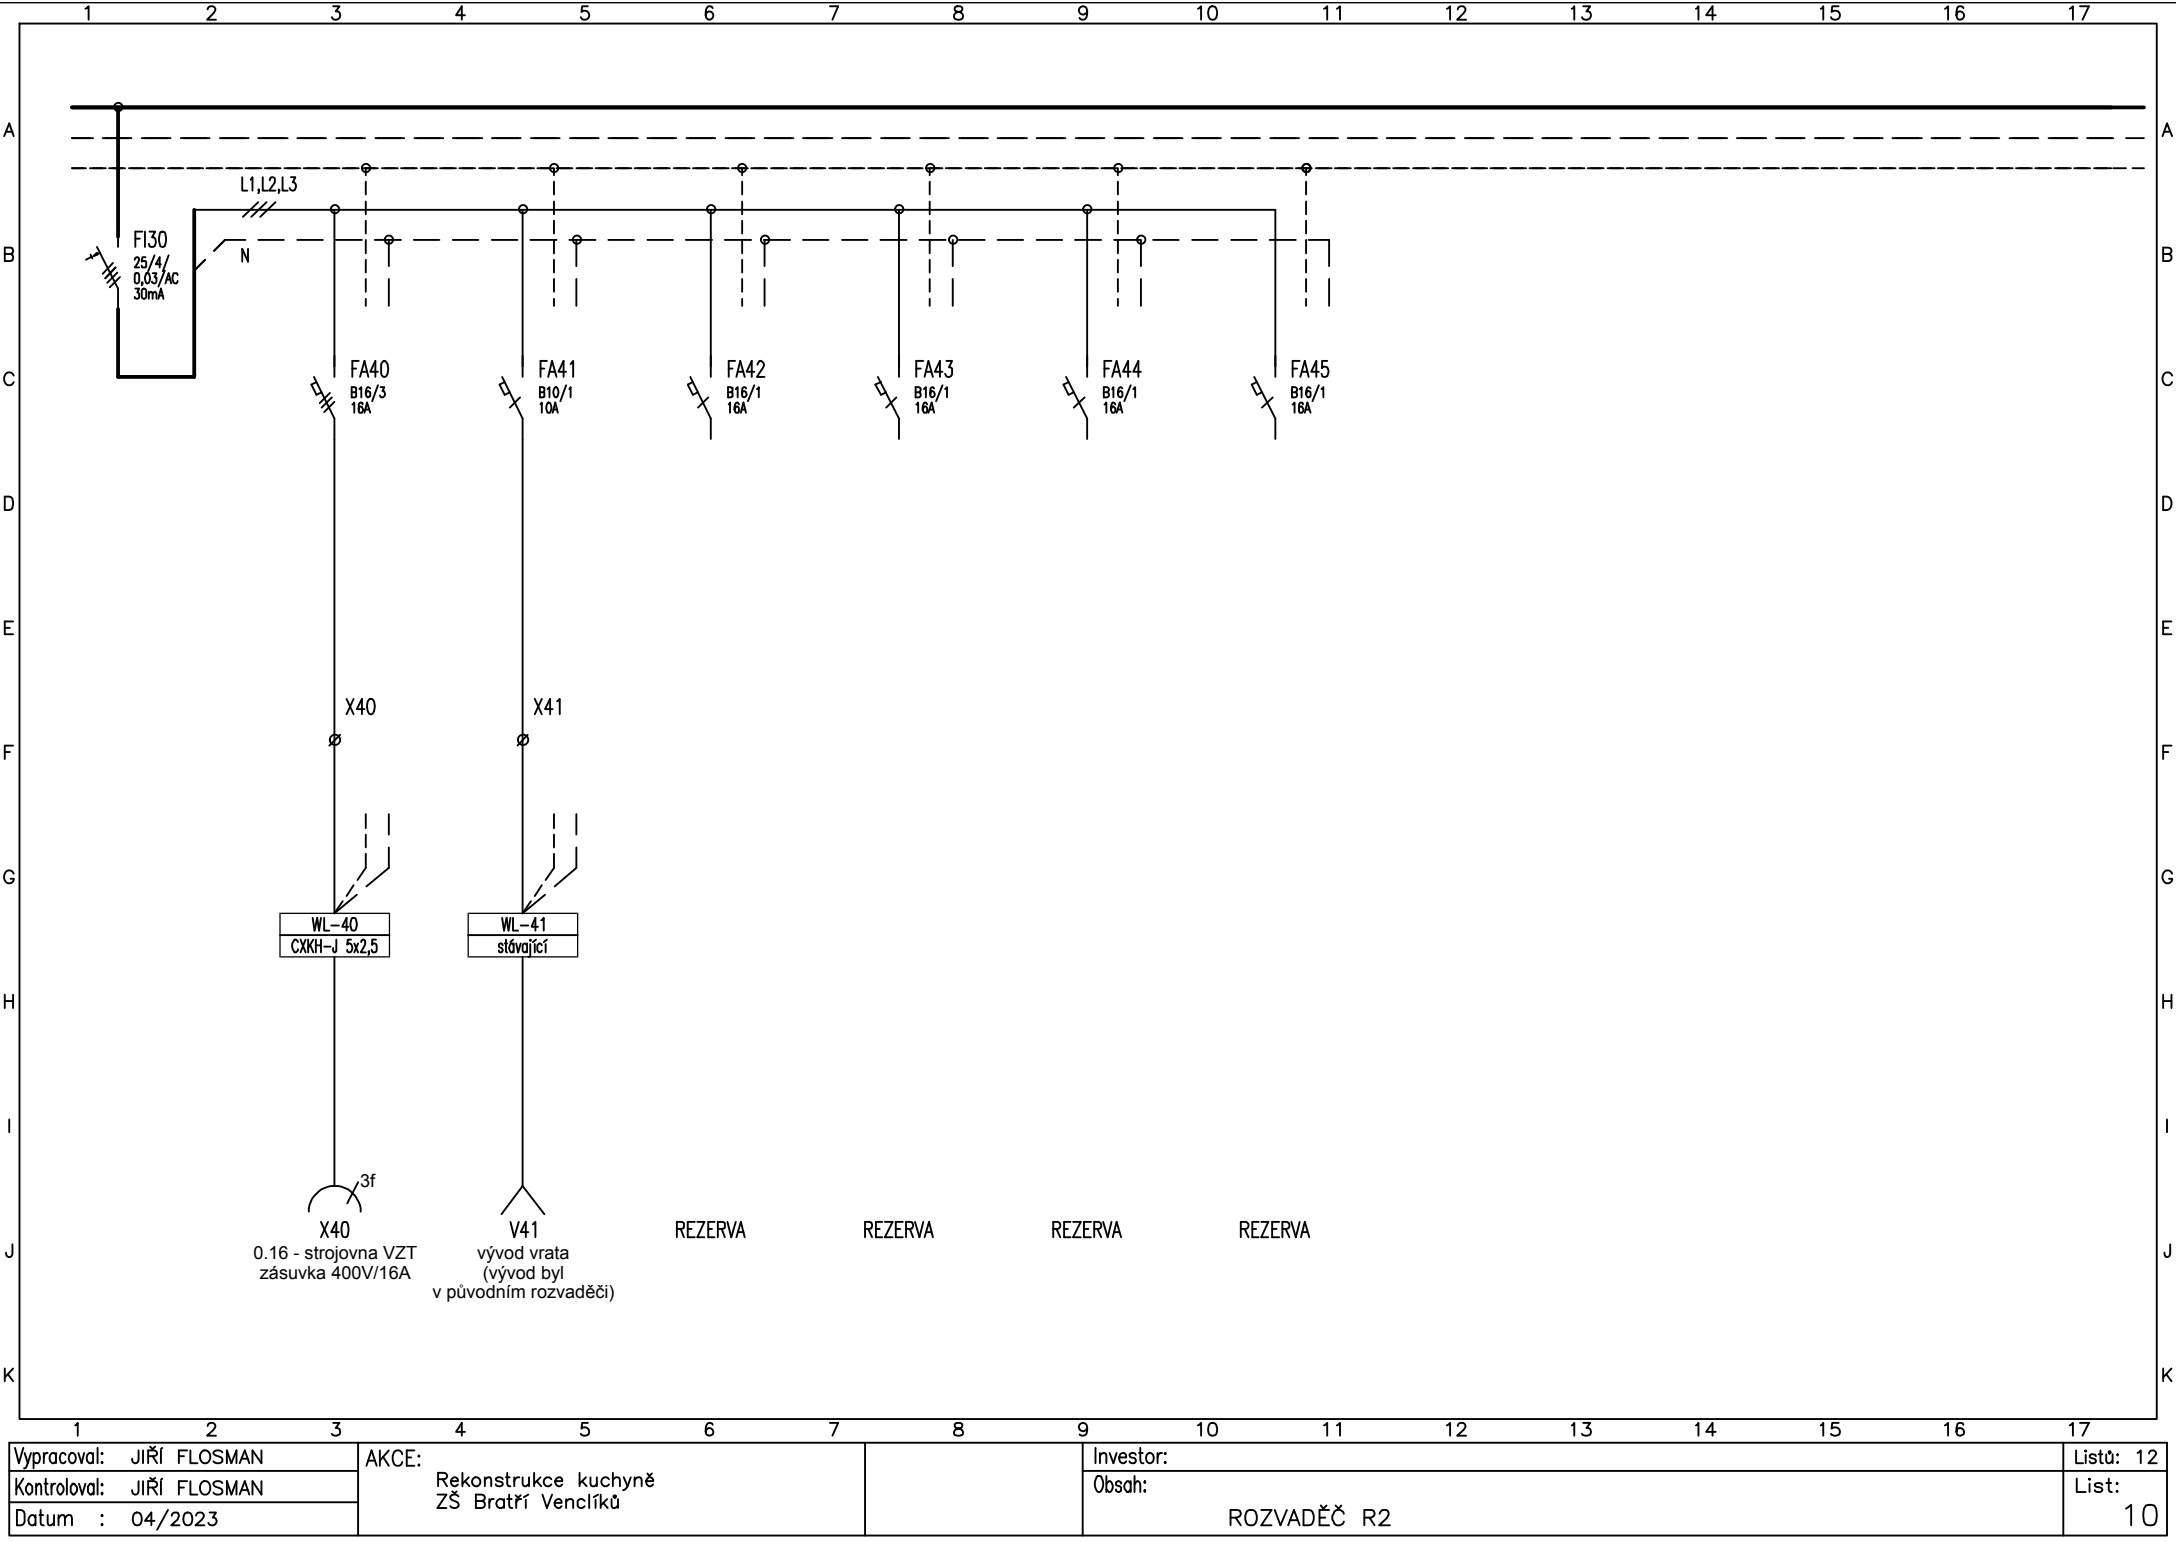 1 2 3 4 5 6 7 8 9 10 11 12 13 14 15 16 17
A A
L1,L2,L3
B B
N
FI30
25/4/
0,03/AC
30mA
C C
FA40
B16/3
16A
FA41
B10/1
10A
FA42
B16/1
16A
FA43
B16/1
16A
FA44
B16/1
16A
FA45
B16/1
16A
D D
E E
X40 X41
F F
G G
WL-40
CXKH-J 5x2,5
WL-41
stávající
H H
I I
3f
X40
0.16 - strojovna VZT
zásuvka 400V/16A
V41
vývod vrata
(vývod byl
v původním rozvaděči)
REZERVA REZERVA REZERVA REZERVA
J J
K K
1 2 3 4 5 6 7 8 9 10 11 12 13 14 15 16 17
Vypracoval: JIŘÍ FLOSMAN
Kontroloval: JIŘÍ FLOSMAN
Datum : 04/2023
AKCE:
Rekonstrukce kuchyně
ZŠ Bratří Venclíků
Investor:
Obsah:
ROZVADĚČ R2
Listů: 12
List:
10